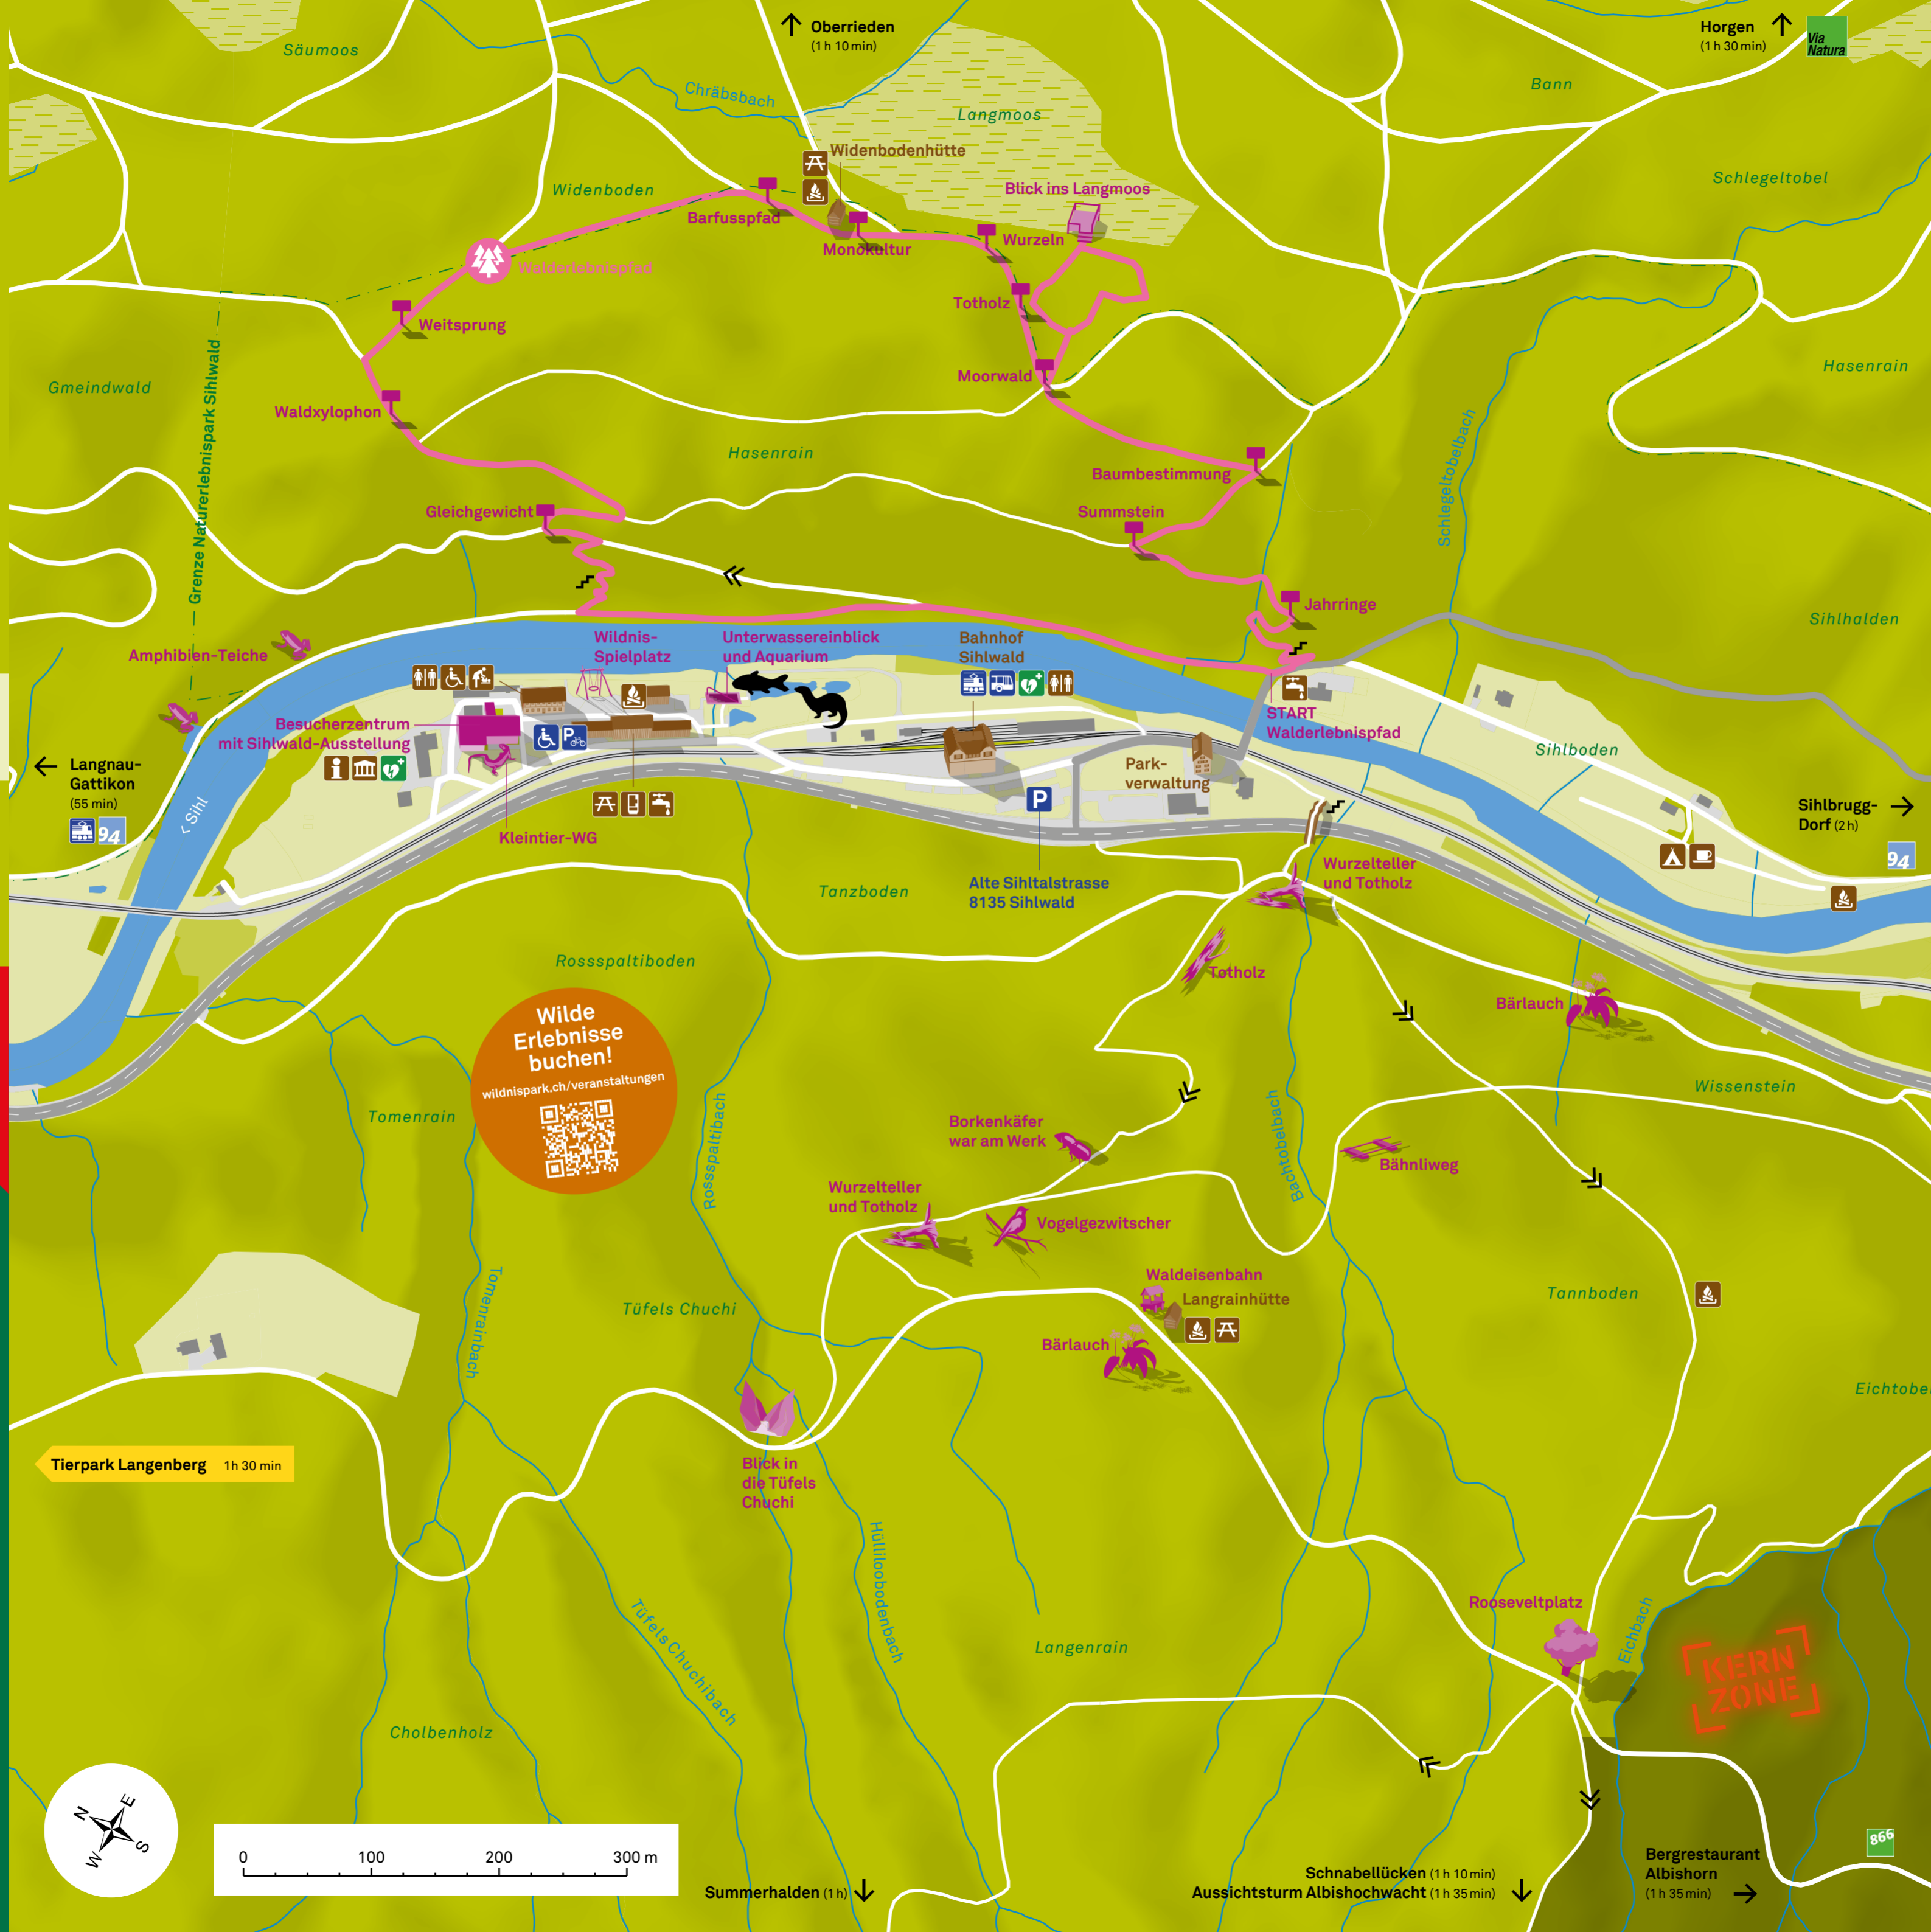 Oberrieden
(1 h 10 min)
Horgen
(1 h 30 min)
Via
Natura
Säumoos
Bann
Chräbsbach
Langmoos
Widenbodenhütte
Schlegeltobel
Widenboden
Blick ins Langmoos
Barfusspfad
Monokultur
Wurzeln
Walderlebnispfad
Totholz
Weitsprung
Hasenrain
Moorwald
Gmeindwald
Waldxylophon
Hasenrain
Baumbestimmung
Schlegeltobelbach
Grenze Naturerlebnispark Sihlwald
Gleichgewicht
Summstein
Jahrringe
Sihlhalden
Amphibien-Teiche
Wildnis-
Spielplatz
Unterwassereinblick
und Aquarium
Bahnhof
Sihlwald
START
Walderlebnispfad
Besucherzentrum
mit Sihlwald-Ausstellung
Sihlboden
Langnau-
Gattikon
(55 min)
94
< Sihl
Park-
verwaltung
P
P
Sihlbrugg-
Dorf (2 h)
94
Kleintier-WG
Alte Sihltalstrasse
8135 Sihlwald
Tanzboden
Wurzelteller
und Totholz
Rossspaltiboden
Totholz
Bärlauch
Wilde
Erlebnisse
buchen!
wildnispark.ch/veranstaltungen
Wissenstein
Tomenrain
Rossspaltibach
Borkenkäfer
war am Werk
Bachtobelbach
Bähnliweg
Wurzelteller
und Totholz
Vogelgezwitscher
Tomenrainbach
Waldeisenbahn
Langrainhütte
Tannboden
Tüfels Chuchi
Bärlauch
Eichtobe
Tierpark Langenberg 1h 30 min
Blick in
die Tüfels
Chuchi
Hülliloobodenbach
Tüfels Chuchibach
Rooseveltplatz
Eichbach
Langenrain
KERN
ZONE
Cholbenholz
N
E
S
W
0 100 200 300 m
Summerhalden (1 h)
Schnabellücken (1 h 10 min)
Aussichtsturm Albishochwacht (1 h 35 min)
Bergrestaurant
Albishorn
(1 h 35 min)
866